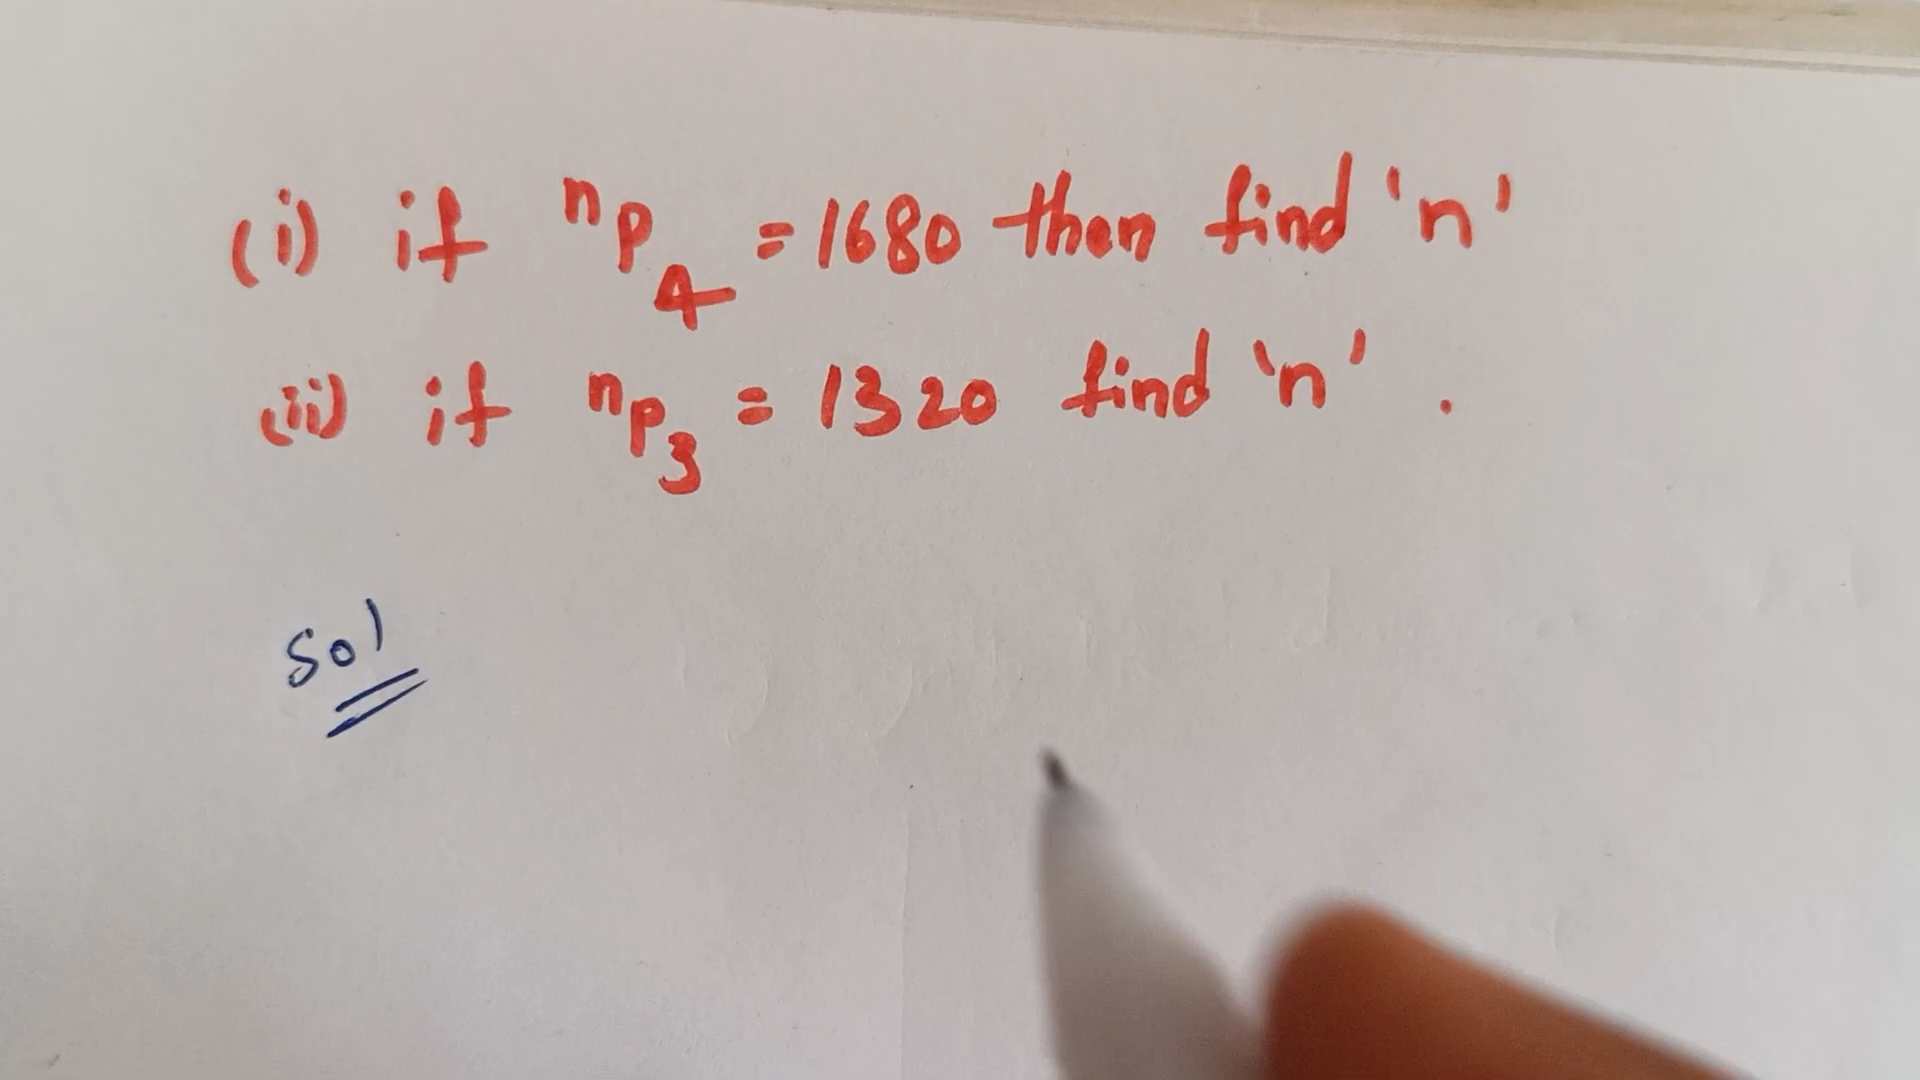 (i) if ⁿP₄ = 1680 then find 'n'
(ii) if ⁿP₃ = 1320 find 'n'.
Sol